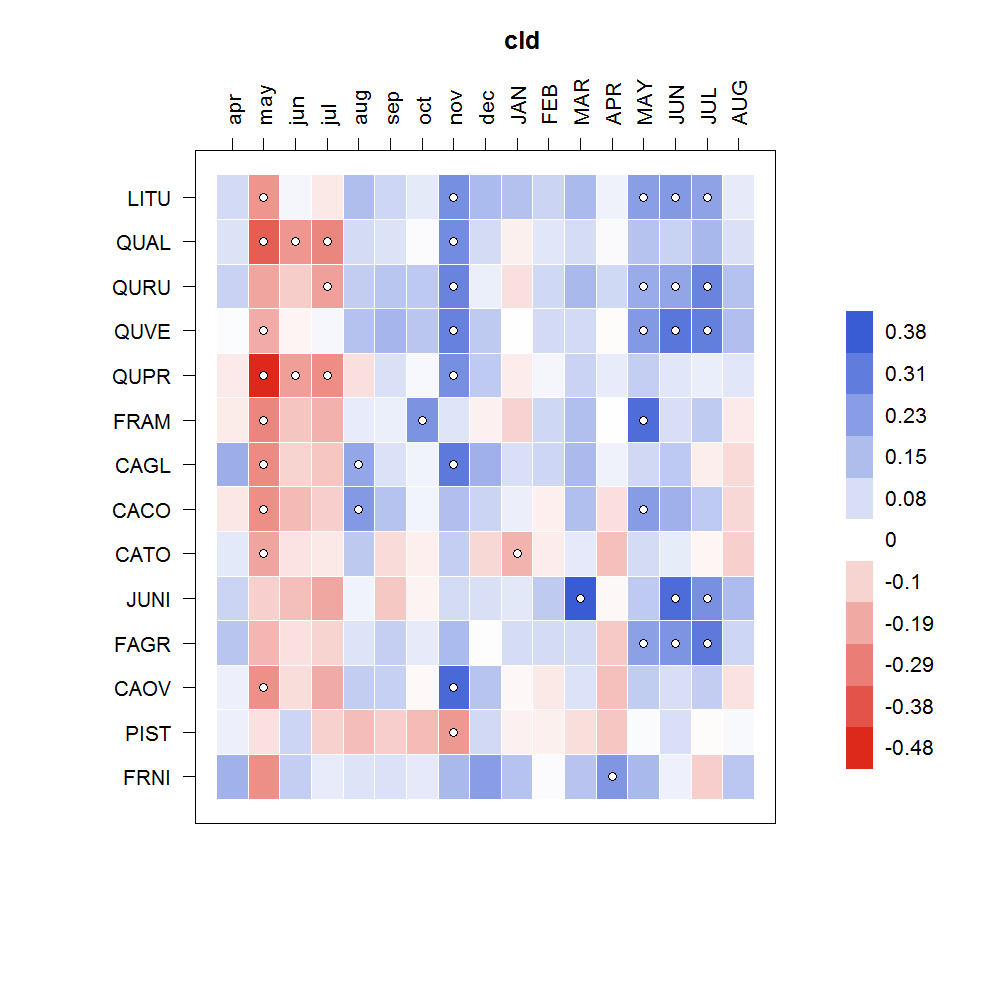 cld
apr may jun jul aug sep oct nov dec JAN FEB MAR APR MAY JUN JUL AUG
LITU
QUAL
QURU
QUVE
QUPR
FRAM
CAGL
CACO
CATO
JUNI
FAGR
CAOV
PIST
FRNI
0.38
0.31
0.23
0.15
0.08
0
-0.1
-0.19
-0.29
-0.38
-0.48